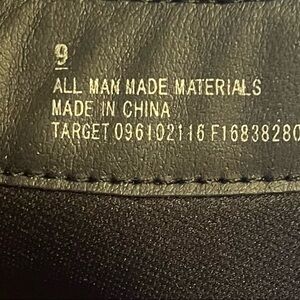 9
ALL MAN MADE MATERIALS
MADE IN CHINA
TARGET 096102116 F16838280